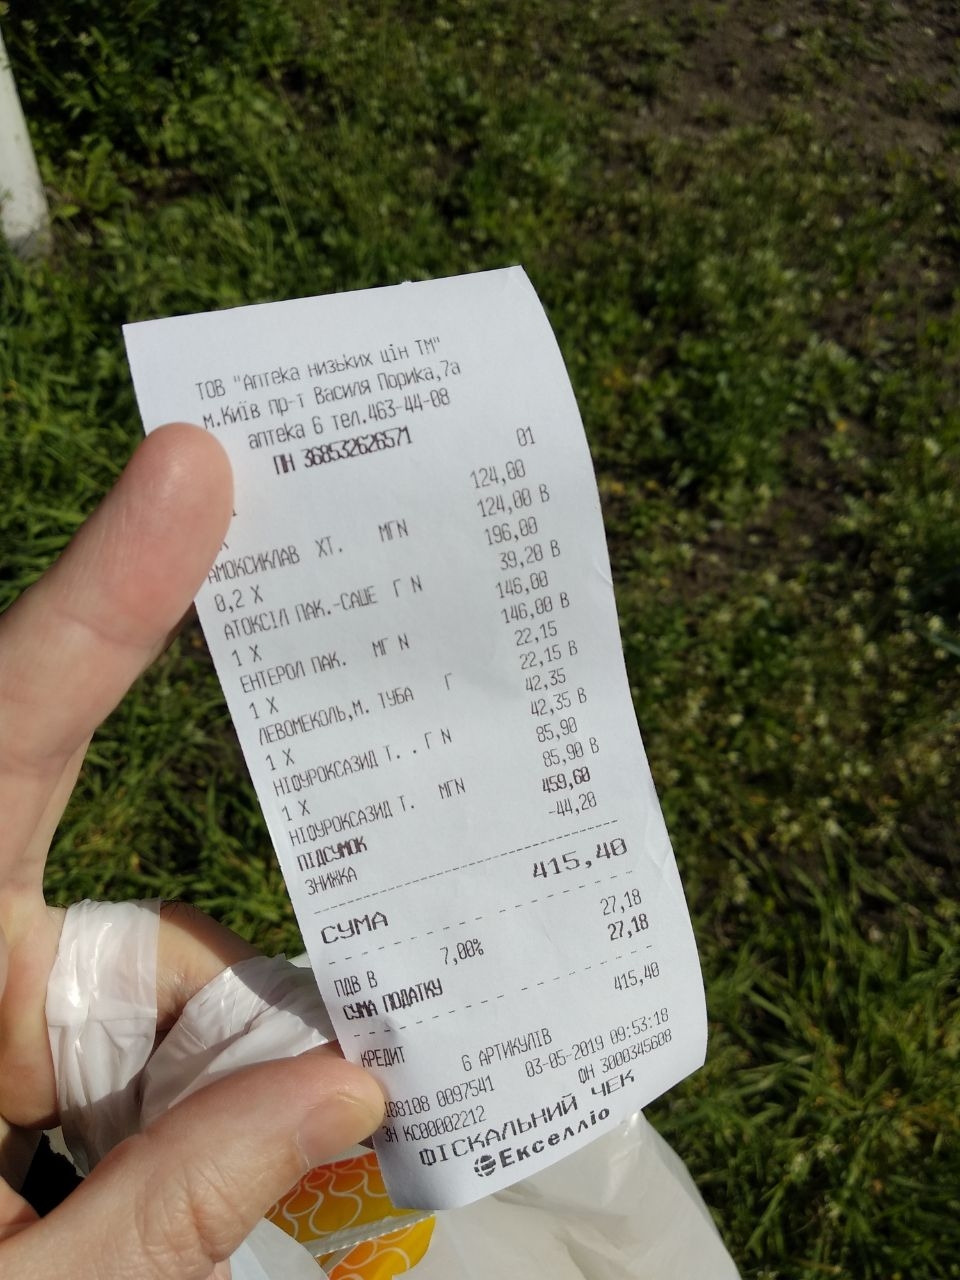 ТОВ "Аптека низьких цін ТМ"
м.Київ пр-т Василя Порика,7а
аптека 6 тел.463-44-08
ПН 368532626571
01
124,00
АМОКСИКЛАВ ХТ. МГN 124,00 В
0,2 X 196,00
АТОКСІЛ ПАК.-САШЕ Г N 39,20 В
1 X 146,00
ЕНТЕРОЛ ПАК. МГ N 146,00 В
1 X 22,15
ЛЕВОМЕКОЛЬ,М. ТУБА Г 22,15 В
1 X 42,35
НІФУРОКСАЗИД Т. . Г N 42,35 В
1 X 85,90
НІФУРОКСАЗИД Т. МГN 85,90 В
ПІДСУМОК 459,60
ЗНИЖКА -44,20
СУМА 415,40
ПДВ В 7,00% 27,18
СУМА ПОДАТКУ 27,18
КРЕДИТ 415,40
6 АРТИКУЛІВ
0097541 03-05-2019 09:53:18
ЗН КС00002212 ФН 3000345608
ФІСКАЛЬНИЙ ЧЕК
Екселліо